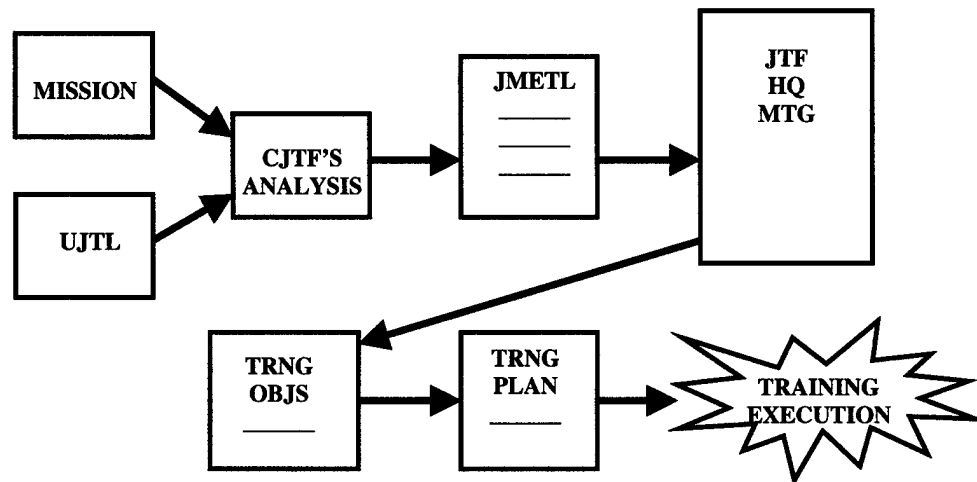 MISSION
UJTL
CJTF'S
ANALYSIS
JMETL
JTF
HQ
MTG
TRNG
OBJS
TRNG
PLAN
TRAINING
EXECUTION